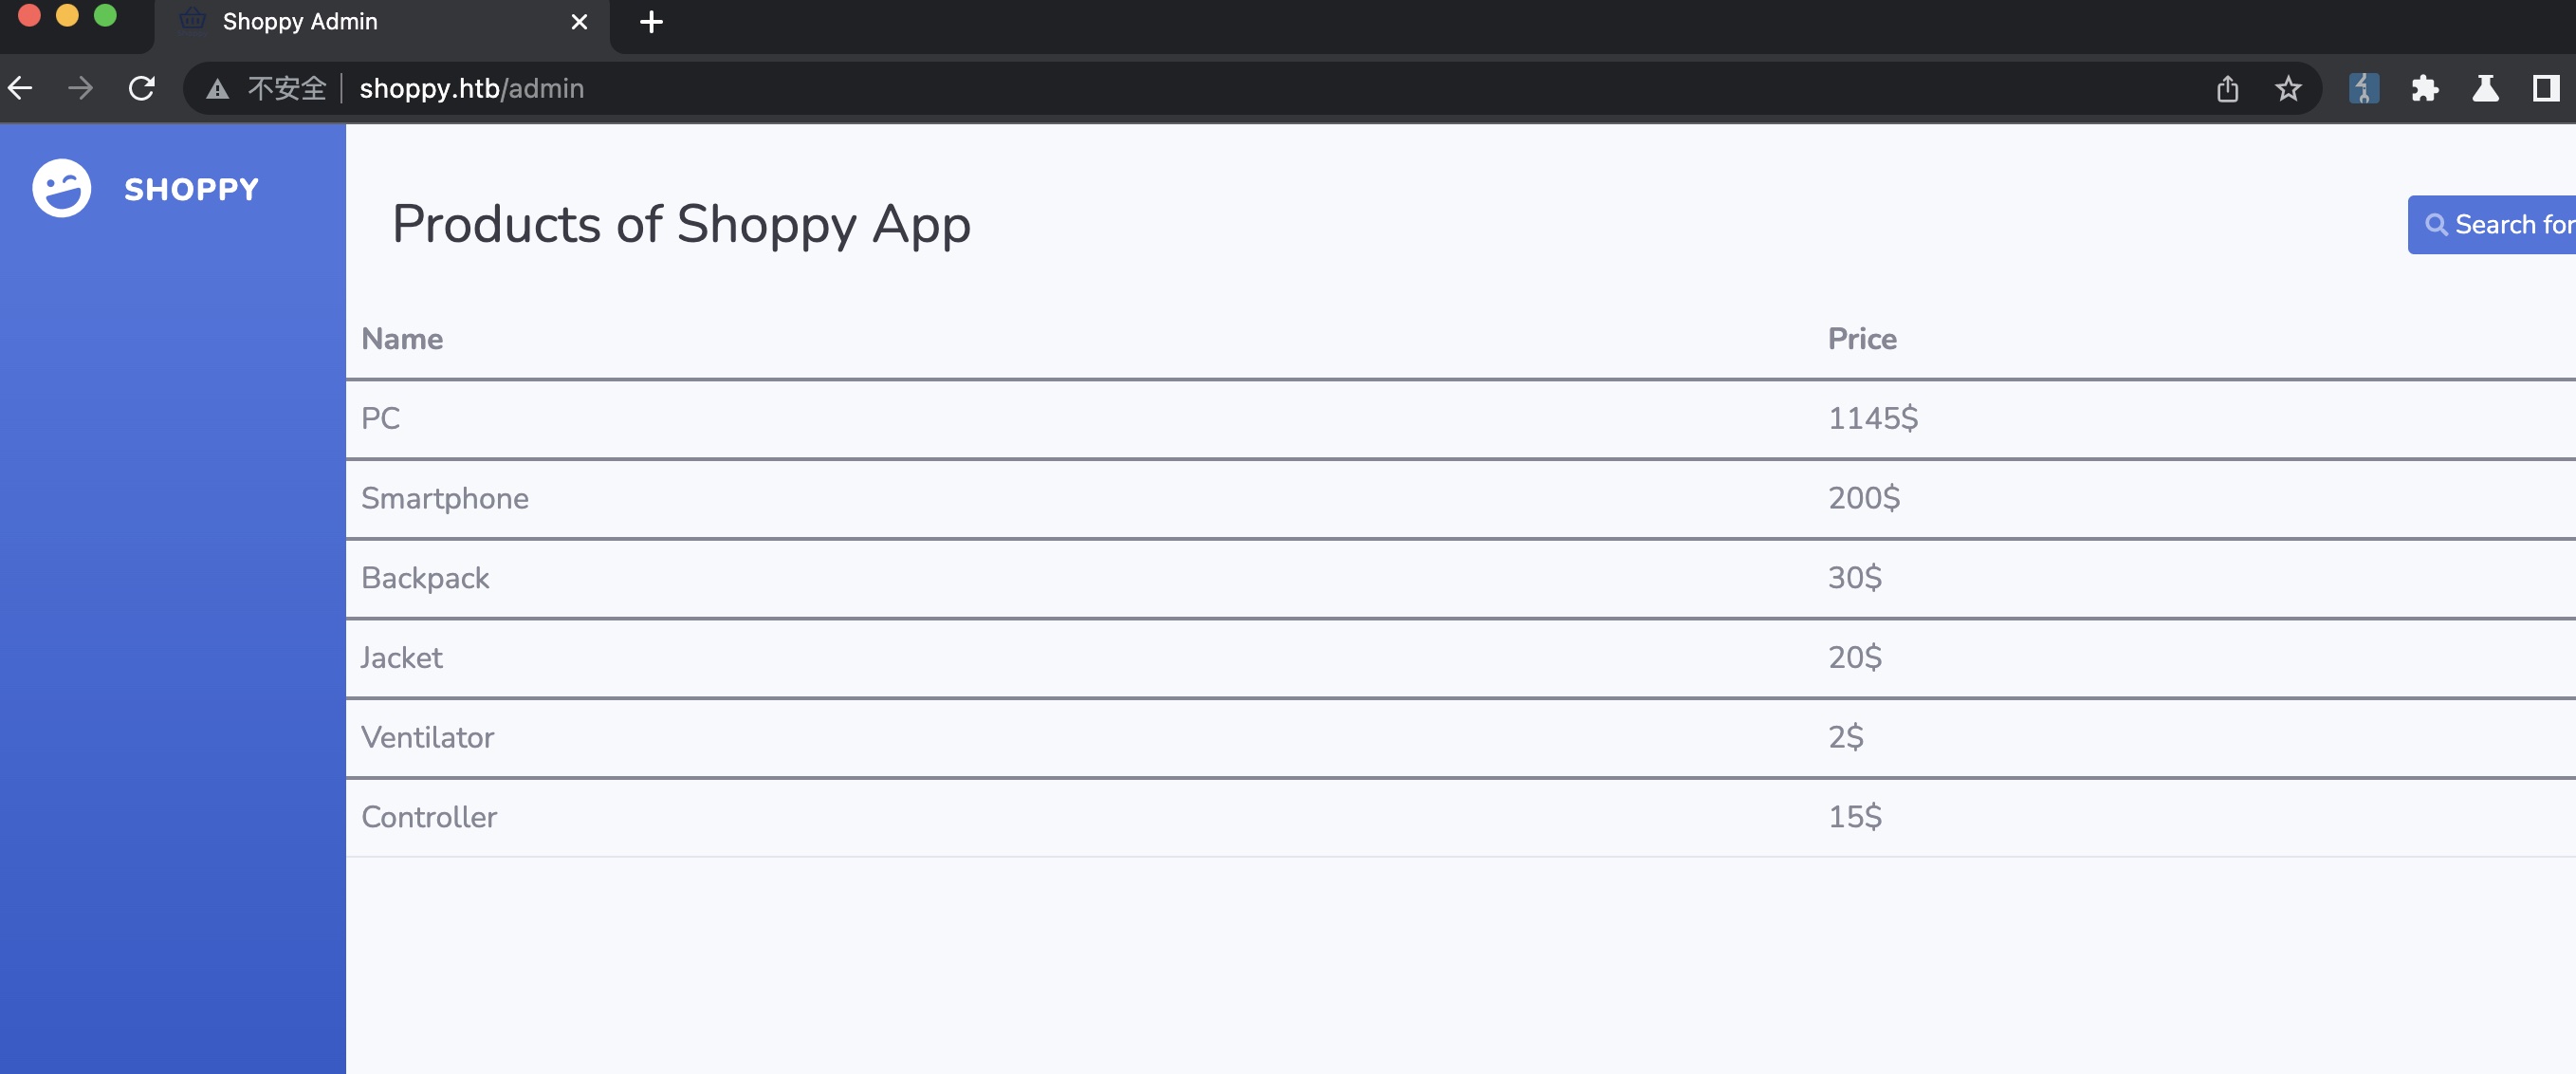 Shoppy Admin
不安全 shoppy.htb/admin
SHOPPY
Products of Shoppy App
Search for
Name Price
PC 1145$
Smartphone 200$
Backpack 30$
Jacket 20$
Ventilator 2$
Controller 15$